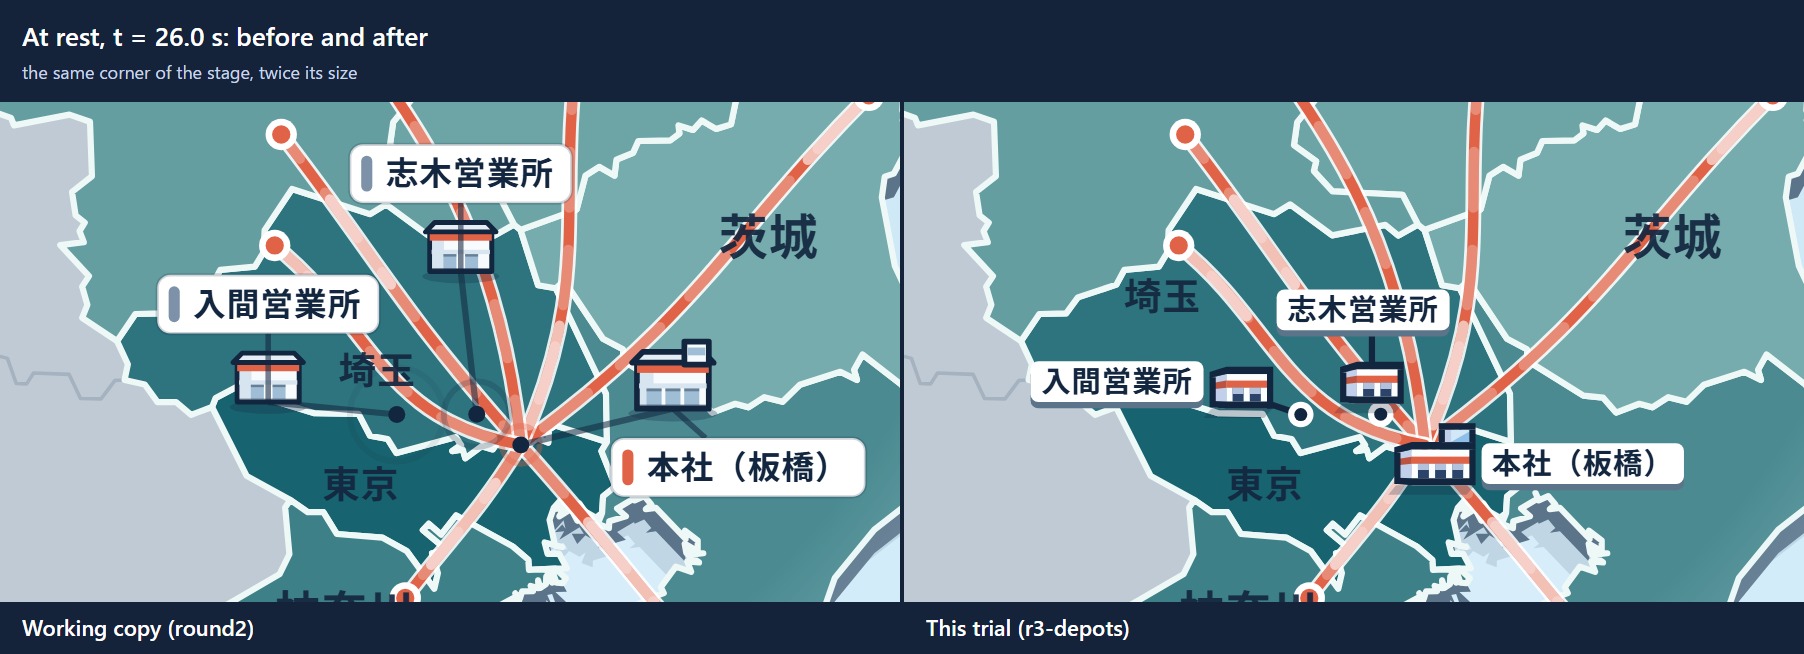 At rest, t = 26.0 s: before and after
the same corner of the stage, twice its size
志木営業所
茨城
入間営業所
埼玉
本社（板橋）
東京
茨城
埼玉
志木営業所
入間営業所
本社（板橋）
東京
Working copy (round2)
This trial (r3-depots)